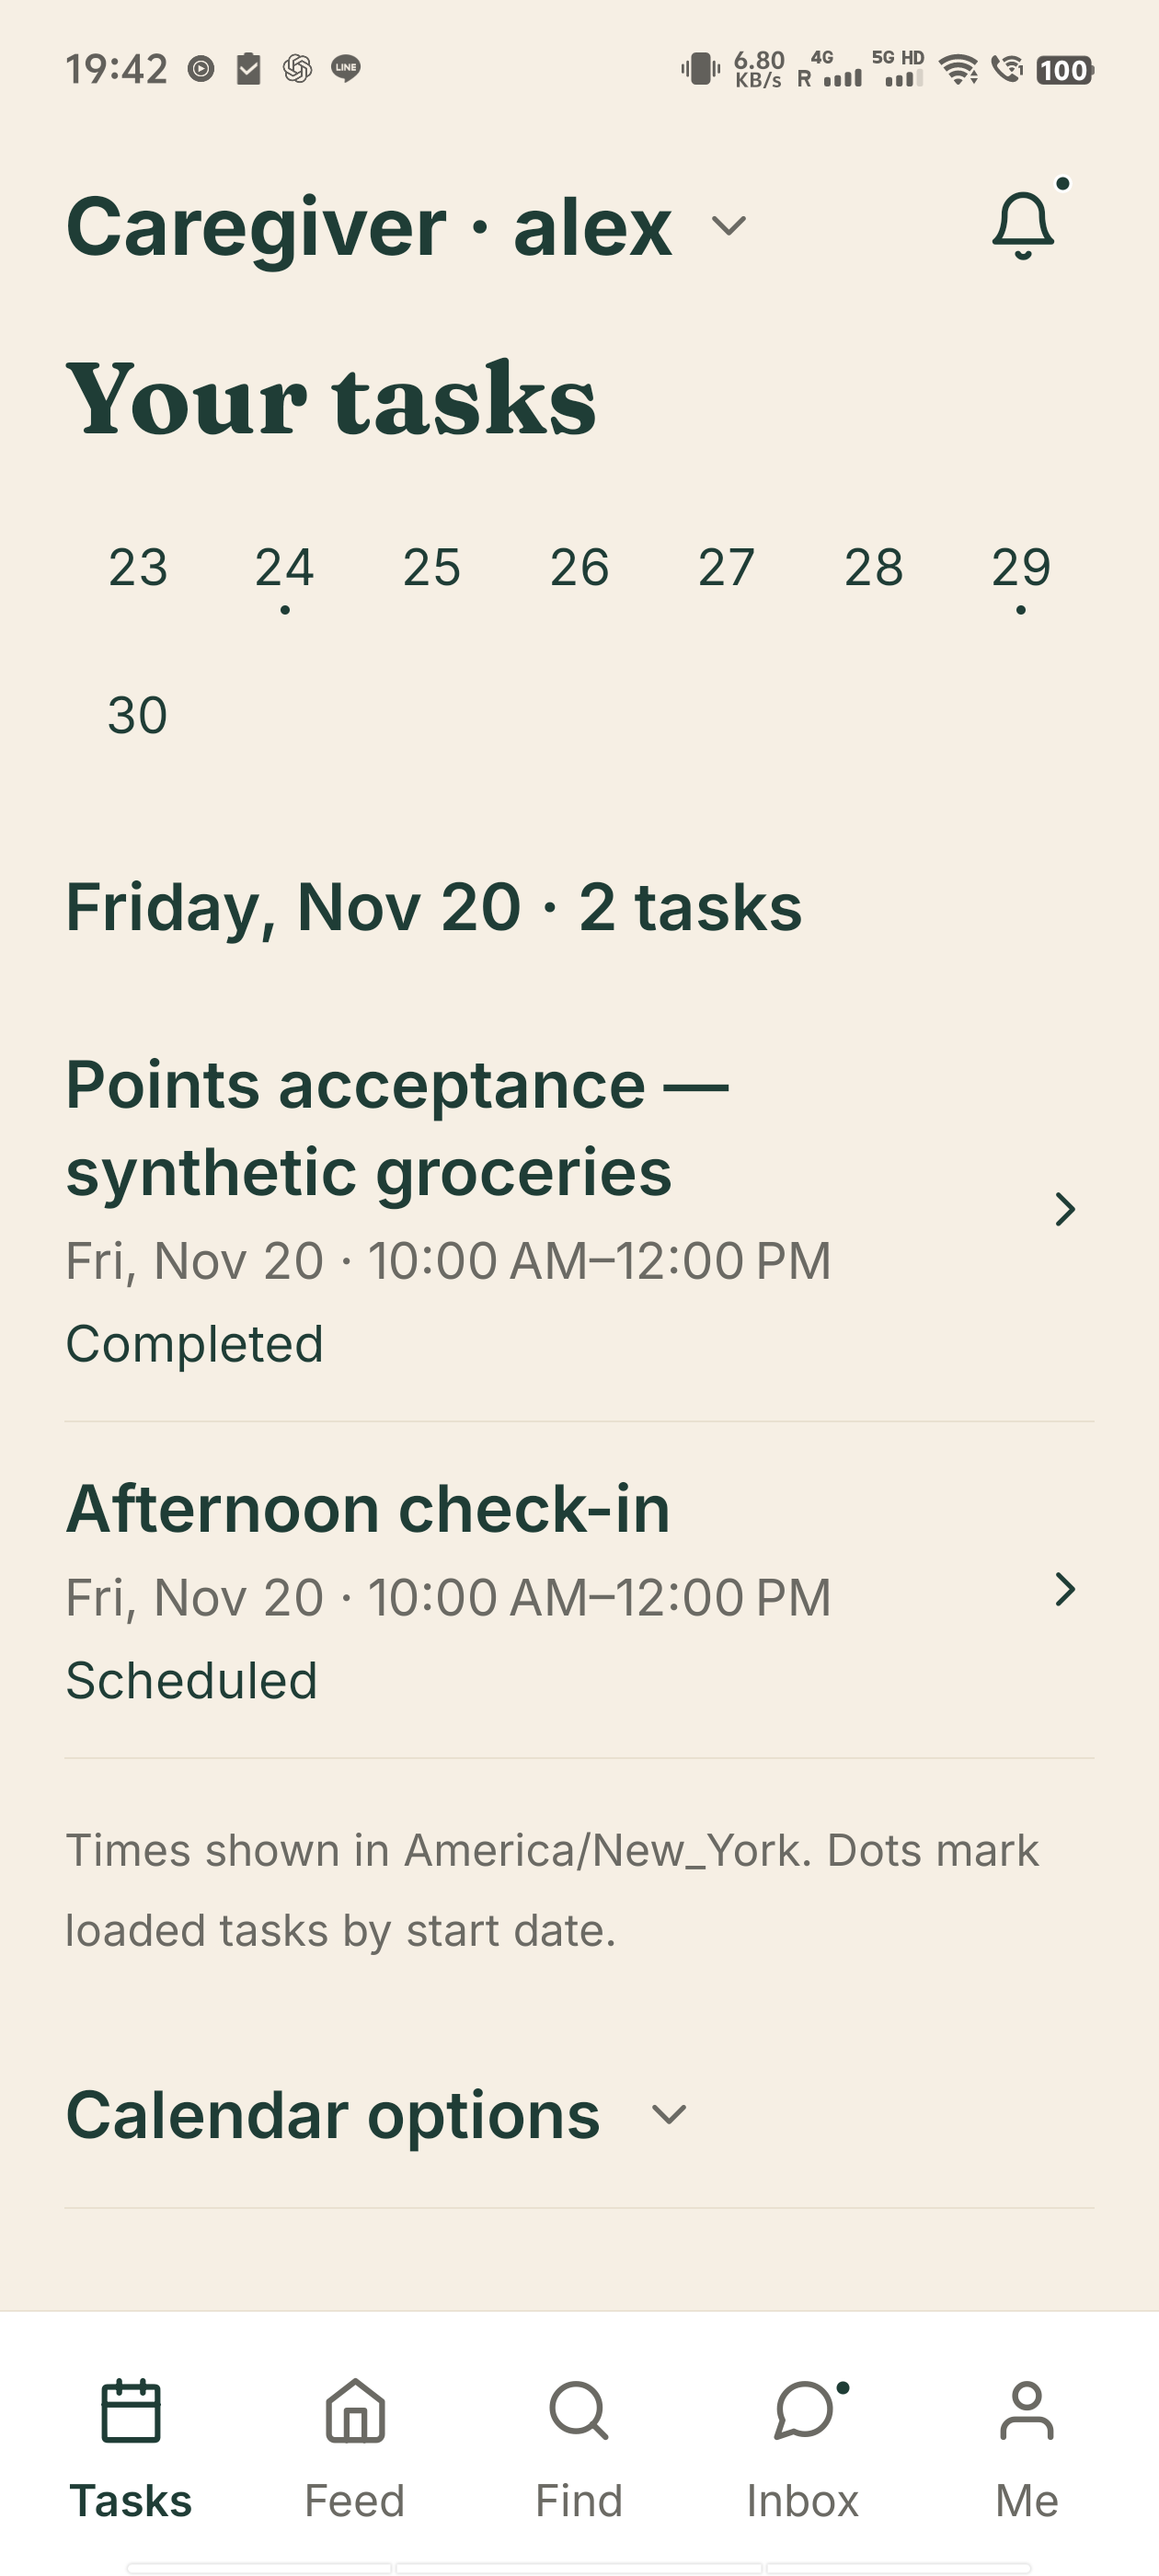 19:42
LINE
6.80
KB/s
R
4G
5G HD
100
Caregiver · alex
Your tasks
23 24 25 26 27 28 29
30
Friday, Nov 20 · 2 tasks
Points acceptance —
synthetic groceries
Fri, Nov 20 · 10:00 AM–12:00 PM
Completed
Afternoon check-in
Fri, Nov 20 · 10:00 AM–12:00 PM
Scheduled
Times shown in America/New_York. Dots mark
loaded tasks by start date.
Calendar options
Tasks Feed Find Inbox Me